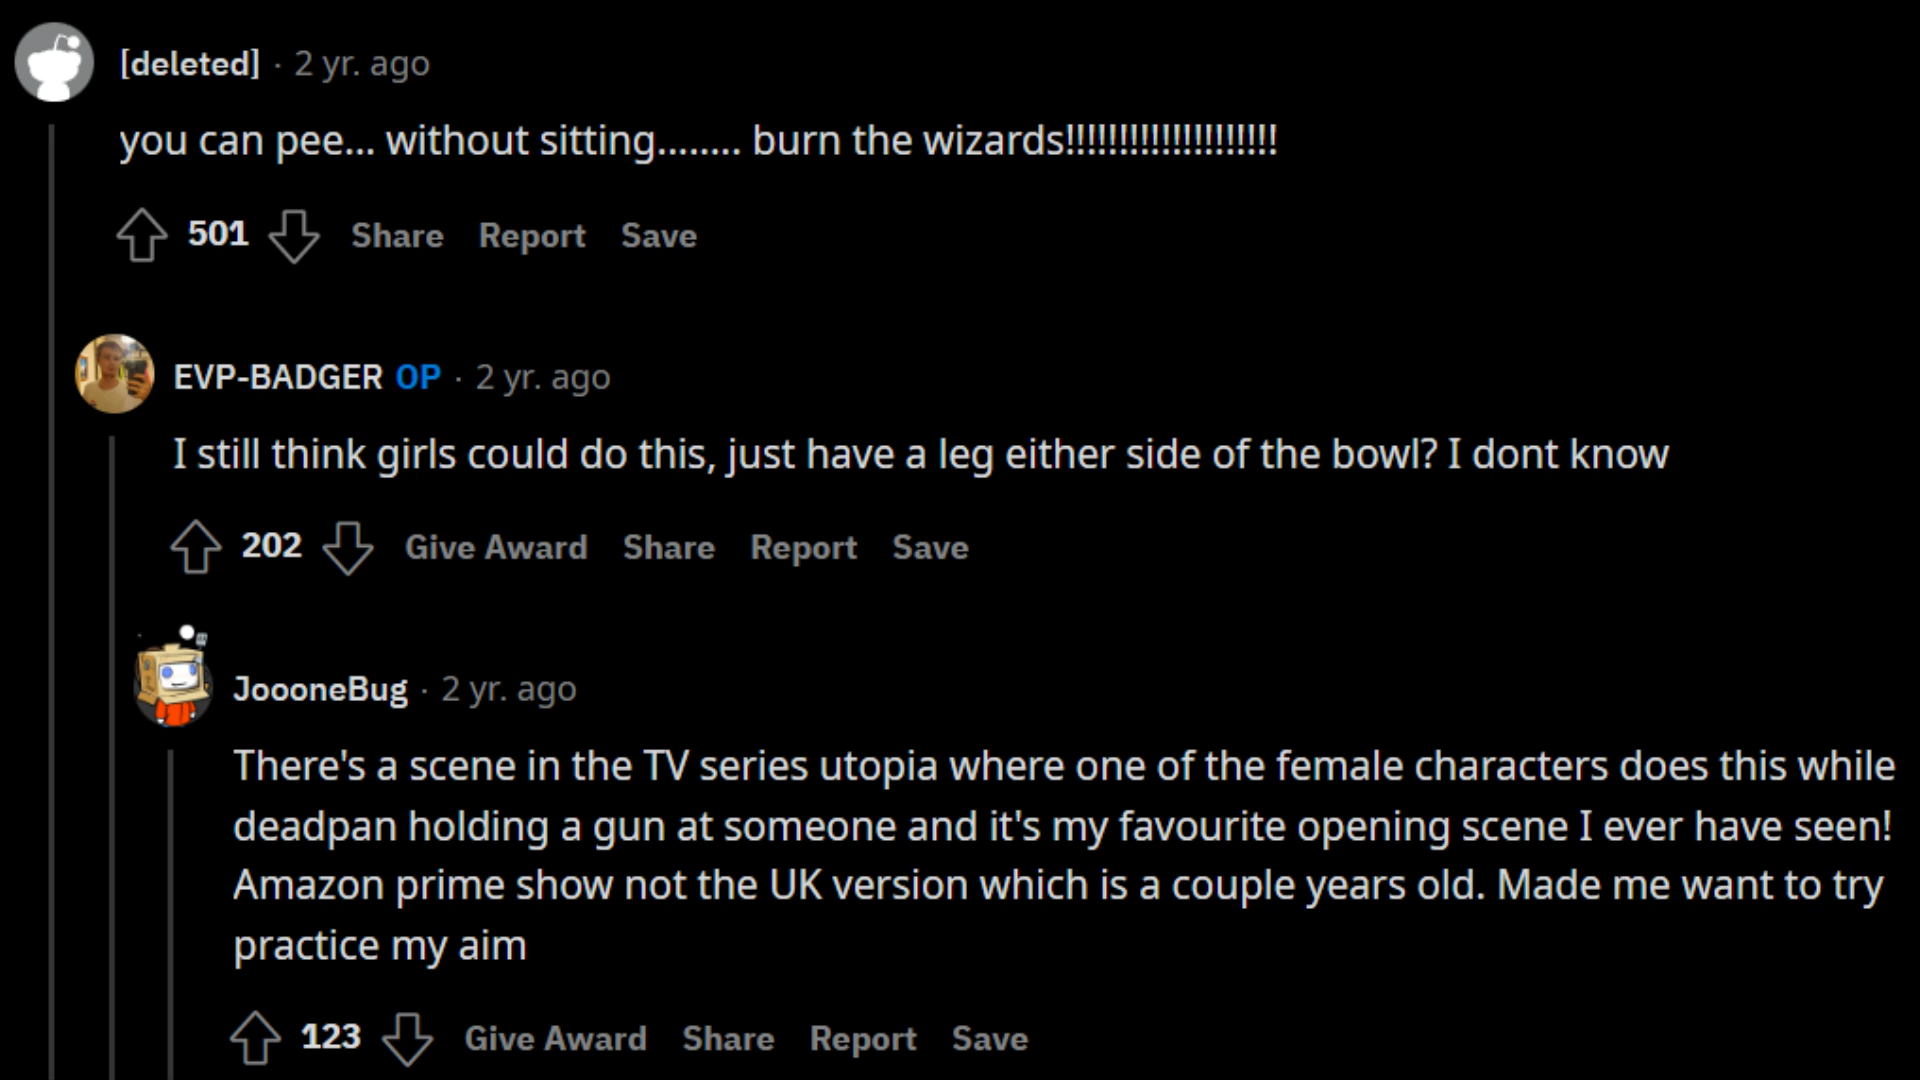 [deleted] · 2 yr. ago
you can pee... without sitting........ burn the wizards!!!!!!!!!!!!!!!!!!!!
501 Share Report Save
EVP-BADGER OP · 2 yr. ago
I still think girls could do this, just have a leg either side of the bowl? I dont know
202 Give Award Share Report Save
JoooneBug · 2 yr. ago
There's a scene in the TV series utopia where one of the female characters does this while
deadpan holding a gun at someone and it's my favourite opening scene I ever have seen!
Amazon prime show not the UK version which is a couple years old. Made me want to try
practice my aim
123 Give Award Share Report Save